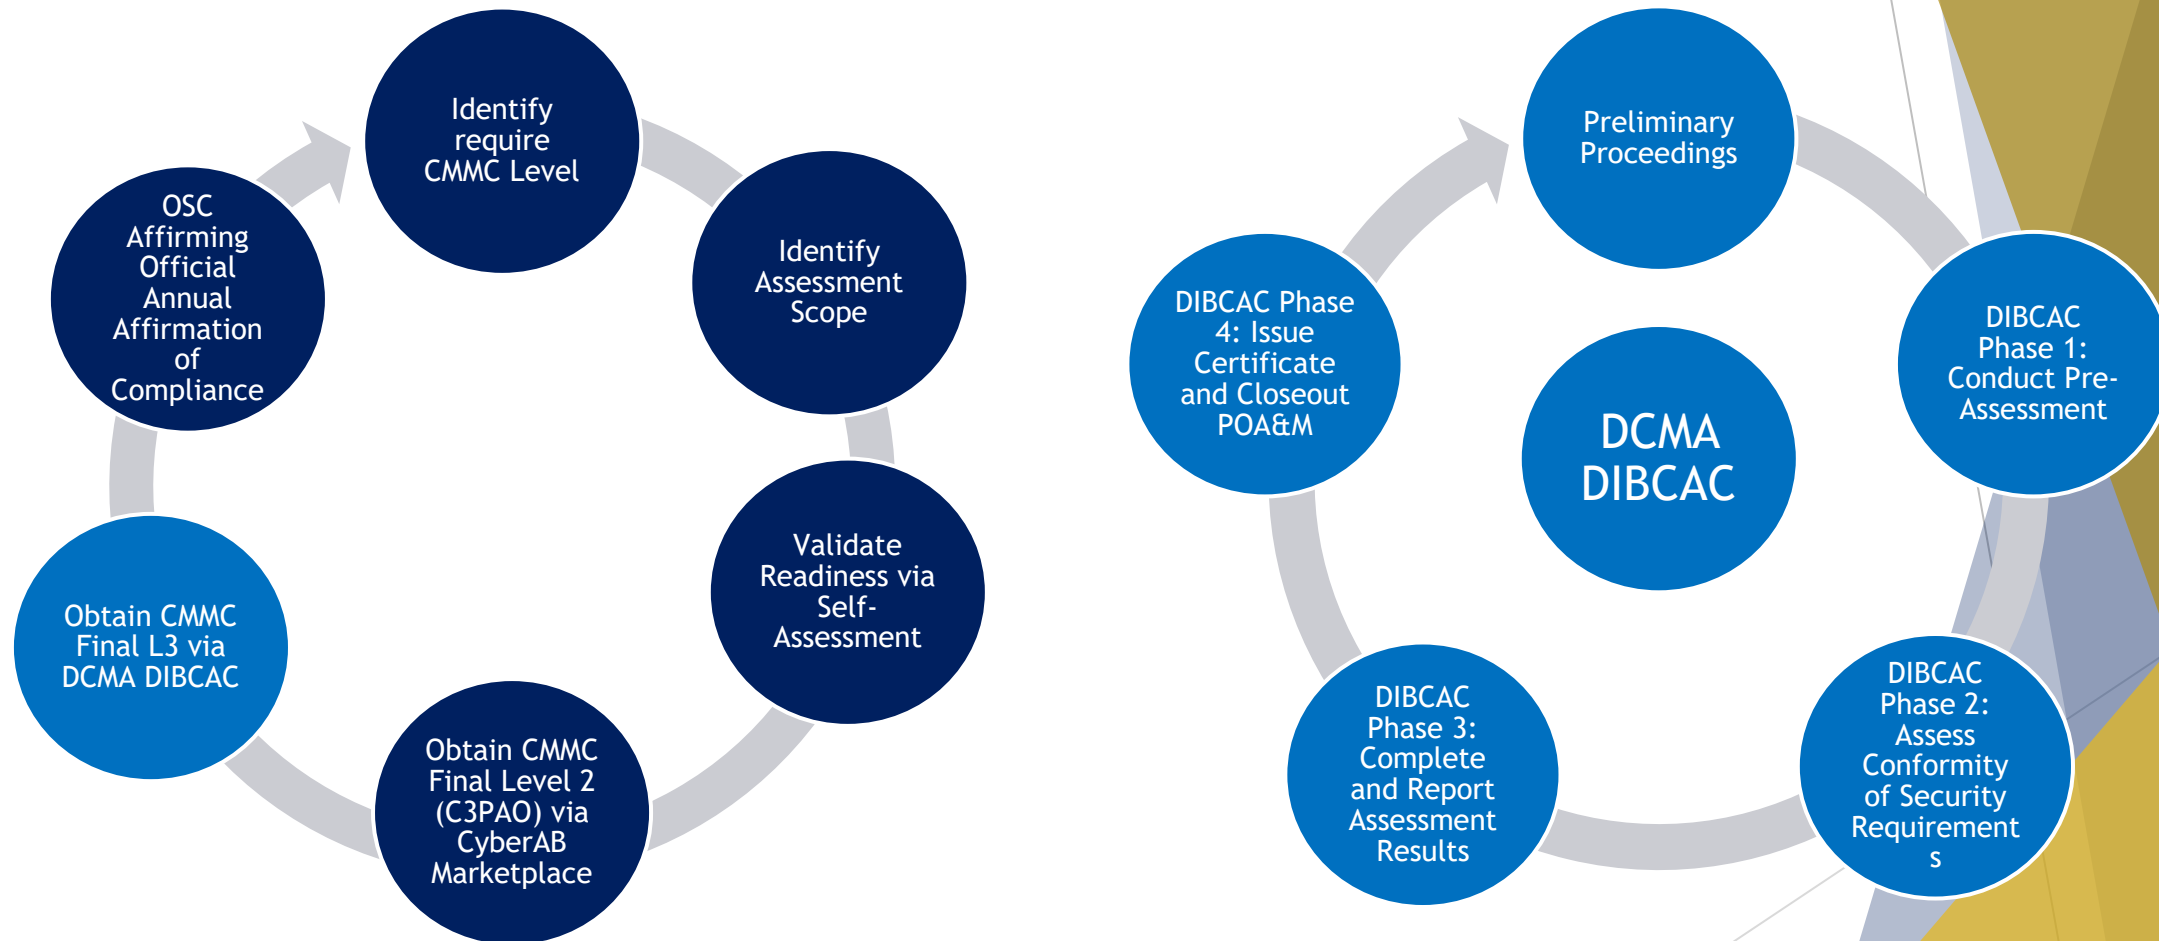 Identify
require
CMMC Level
Identify
Assessment
Scope
Validate
Readiness via
Self-
Assessment
Obtain CMMC
Final Level 2
(C3PAO) via
CyberAB
Marketplace
Obtain CMMC
Final L3 via
DCMA DIBCAC
OSC
Affirming
Official
Annual
Affirmation
of
Compliance
Preliminary
Proceedings
DIBCAC
Phase 1:
Conduct Pre-
Assessment
DIBCAC
Phase 2:
Assess
Conformity
of Security
Requirement
s
DIBCAC
Phase 3:
Complete
and Report
Assessment
Results
DIBCAC Phase
4: Issue
Certificate
and Closeout
POA&M
DCMA
DIBCAC